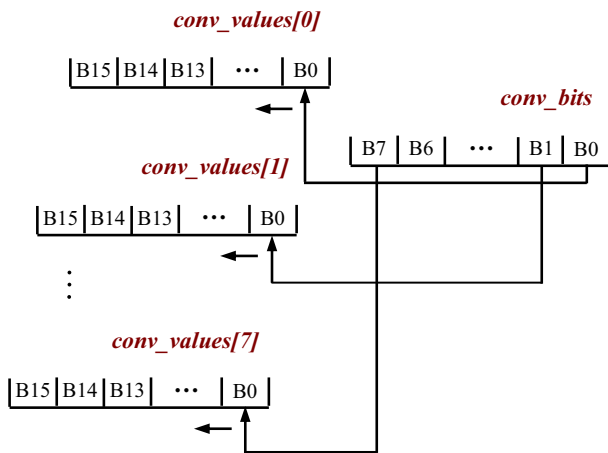 conv_values[0]
B15 B14 B13 ... B0
conv_bits
B7 B6 ... B1 B0
conv_values[1]
B15 B14 B13 ... B0
⋮
conv_values[7]
B15 B14 B13 ... B0